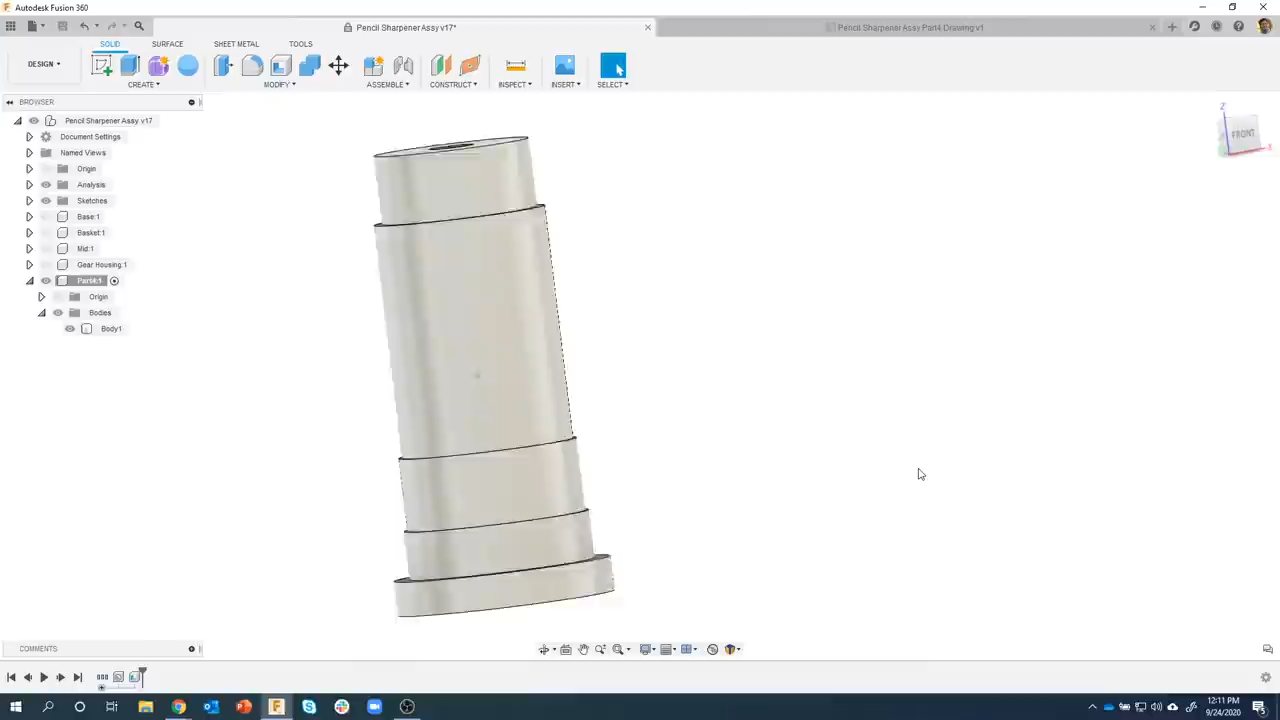 Autodesk Fusion 360
Pencil Sharpener Assy v17*
Pencil Sharpener Assy Part4 Drawing v1
SOLID SURFACE SHEET METAL TOOLS
DESIGN
CREATE MODIFY ASSEMBLE CONSTRUCT INSPECT INSERT SELECT
BROWSER
Pencil Sharpener Assy v17
Document Settings
Named Views
Origin
Analysis
Sketches
Base:1
Basket:1
Mid:1
Gear Housing:1
Part4:1
Origin
Bodies
Body1
Z
FRONT
X
COMMENTS
12:11 PM
9/24/2020